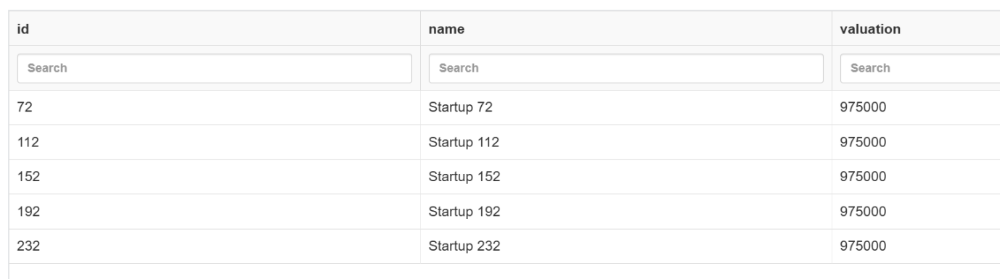 id name valuation
Search Search Search
72 Startup 72 975000
112 Startup 112 975000
152 Startup 152 975000
192 Startup 192 975000
232 Startup 232 975000